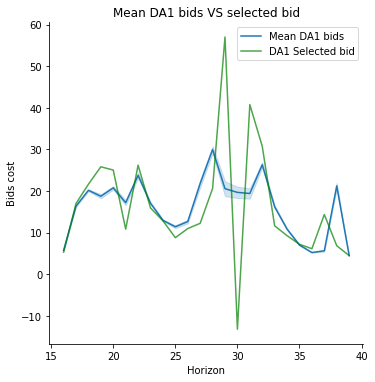 Mean DA1 bids VS selected bid
Mean DA1 bids
DA1 Selected bid
Bids cost
60
50
40
30
20
10
0
−10
15
20
25
30
35
40
Horizon